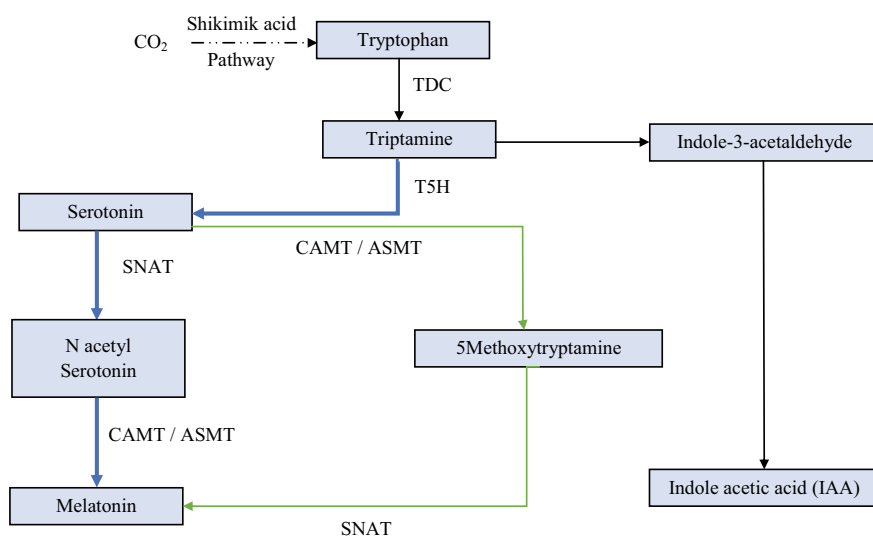 Shikimik acid
CO₂
Tryptophan
Pathway
TDC
Triptamine
Indole-3-acetaldehyde
T5H
Serotonin
CAMT / ASMT
SNAT
N acetyl
Serotonin
5Methoxytryptamine
CAMT / ASMT
Melatonin
Indole acetic acid (IAA)
SNAT